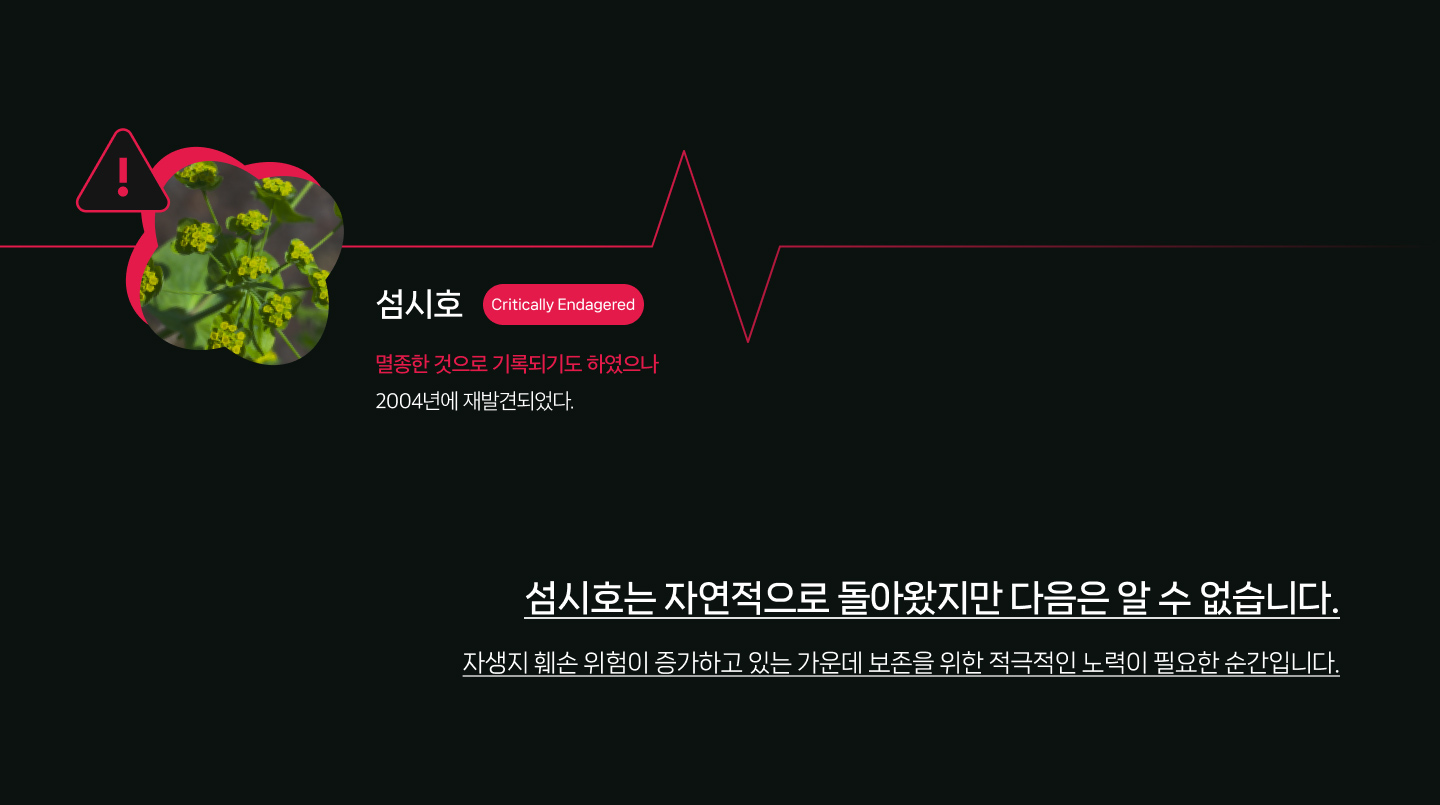 섬시호
Critically Endagered
멸종한 것으로 기록되기도 하였으나
2004년에 재발견되었다.
섬시호는 자연적으로 돌아왔지만 다음은 알 수 없습니다.
자생지 훼손 위험이 증가하고 있는 가운데 보존을 위한 적극적인 노력이 필요한 순간입니다.